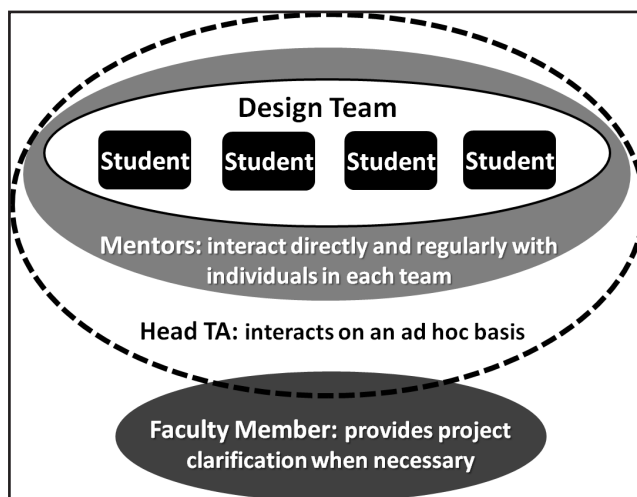 Design Team
Student Student Student Student
Mentors: interact directly and regularly with
individuals in each team
Head TA: interacts on an ad hoc basis
Faculty Member: provides project
clarification when necessary